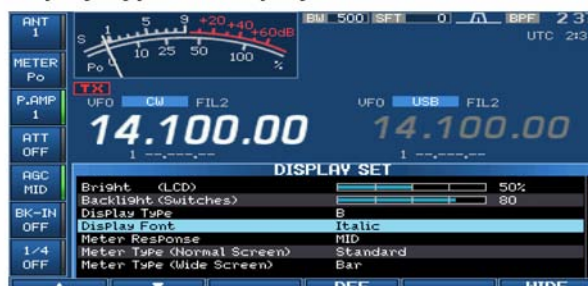 ANT 1
BW 500 SFT 0 BPF 23
UTC 2:3
S 5 9 +20 +40 +60dB
Po 0 10 25 50 100 %
METER Po
P.AMP 1
ATT OFF
AGC MID
BK-IN OFF
1/4 OFF
TX
VFO CW FIL2 VFO USB FIL2
14.100.00 14.100.00
1 --.---.-- 1 --.---.--
DISPLAY SET
Bright (LCD) 50%
Backlight (Switches) 80
Display Type B
Display Font Italic
Meter Response MID
Meter Type (Normal Screen) Standard
Meter Type (Wide Screen) Bar